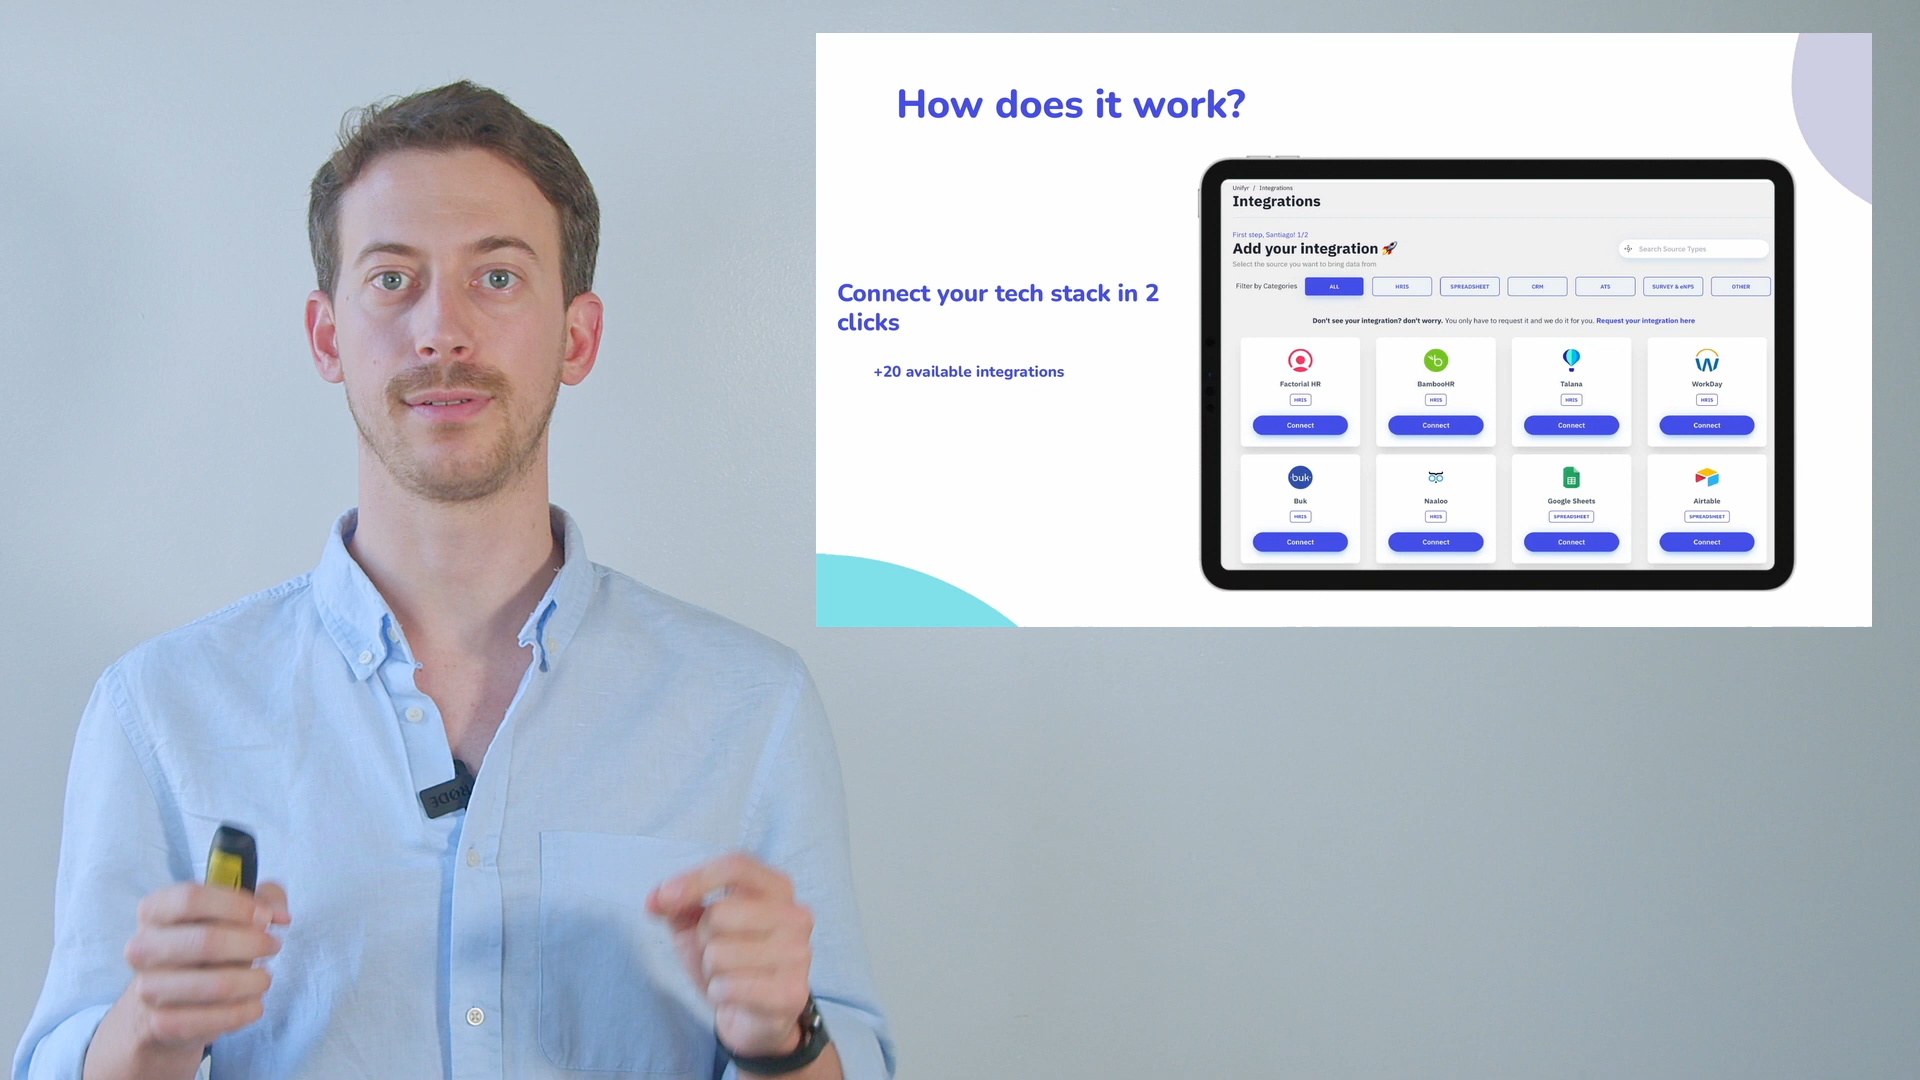 How does it work?
Connect your tech stack in 2
clicks
+20 available integrations
Unifyr / Integrations
Integrations
First step, Santiago! 1/2
Add your integration 🚀
Search Source Types
Select the source you want to bring data from
Filter by Categories ALL HRIS SPREADSHEET CRM ATS SURVEY & eNPS OTHER
Don't see your integration? don't worry. You only have to request it and we do it for you. Request your integration here
Factorial HR BambooHR Talana WorkDay
HRIS HRIS HRIS HRIS
Connect Connect Connect Connect
buk
Buk Naaloo Google Sheets Airtable
HRIS HRIS SPREADSHEET SPREADSHEET
Connect Connect Connect Connect
RØDE